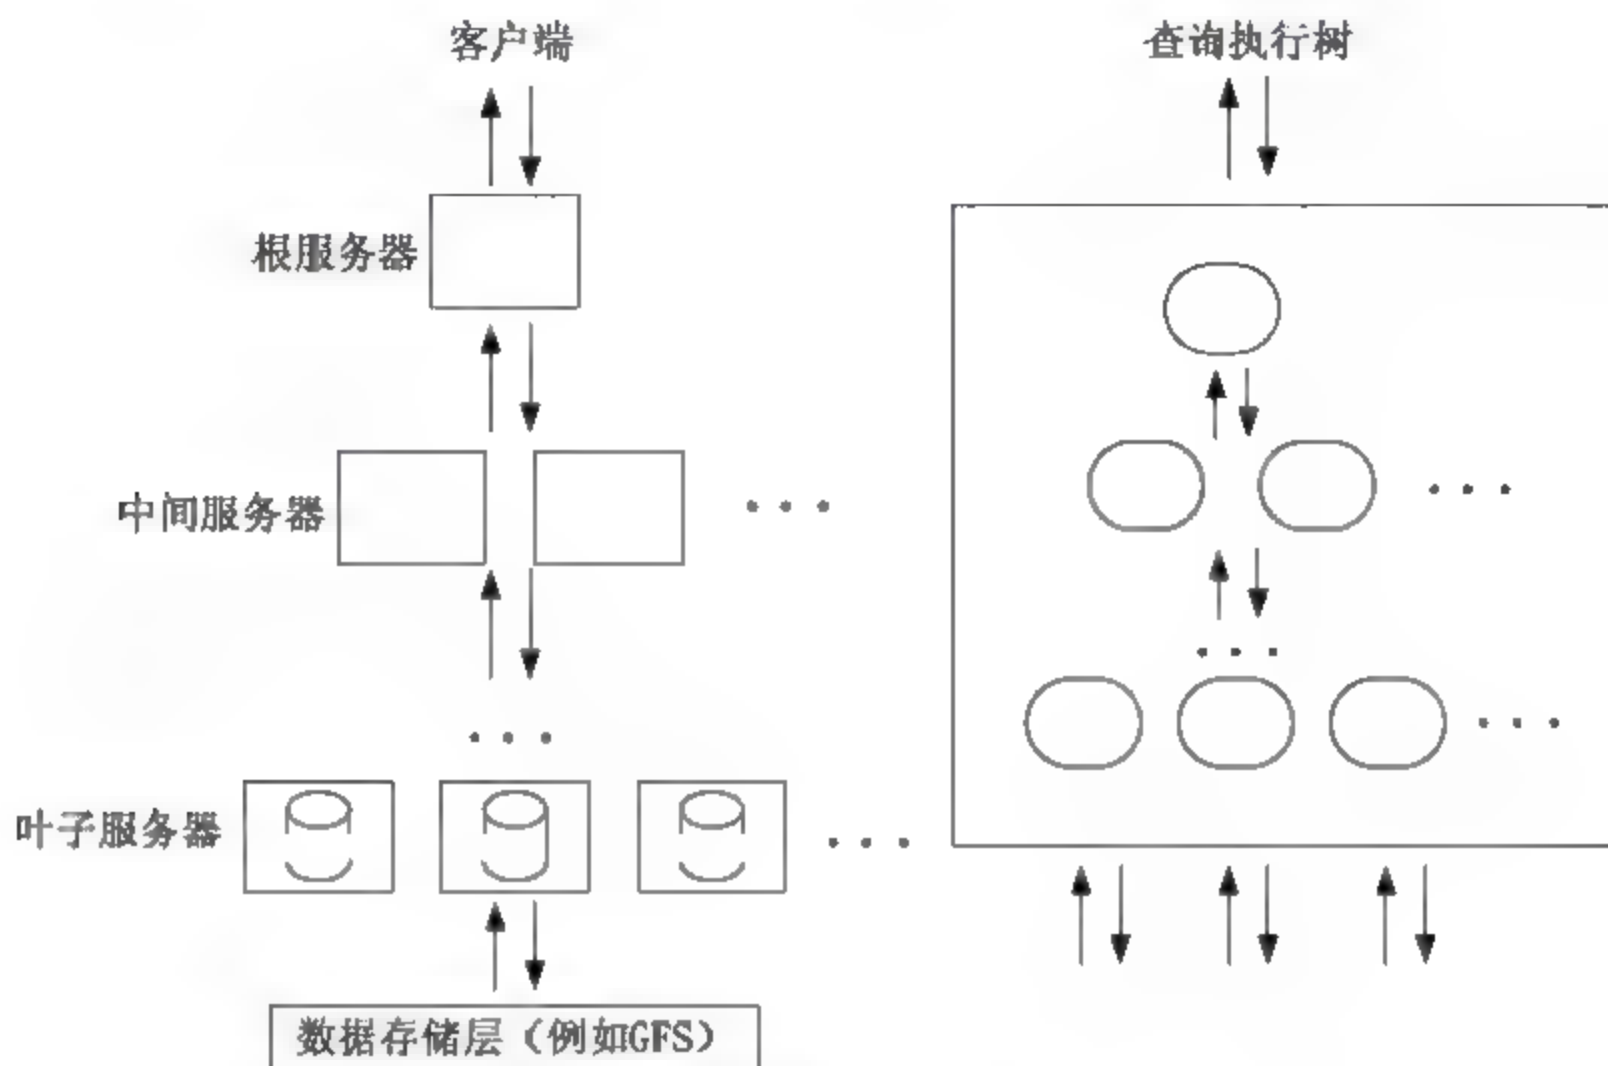 客户端
查询执行树
根服务器
中间服务器
叶子服务器
数据存储层（例如GFS）